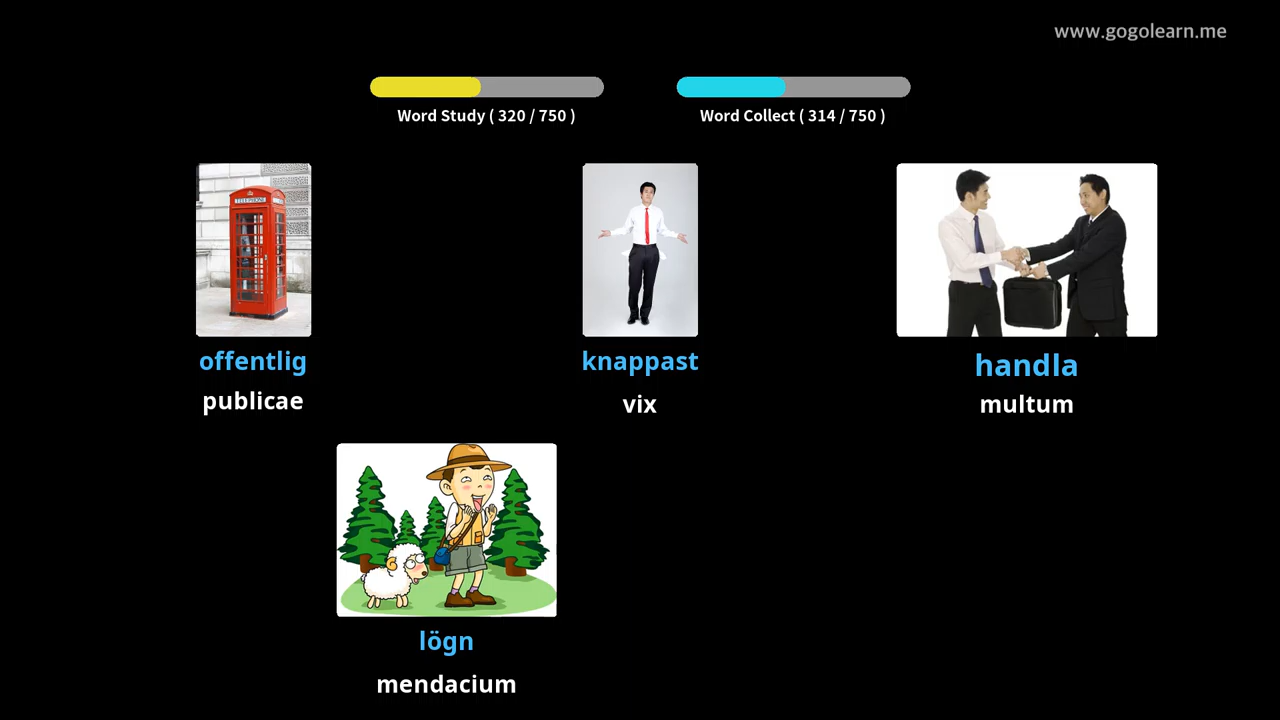 www.gogolearn.me
Word Study ( 320 / 750 )
Word Collect ( 314 / 750 )
TELEPHONE
offentlig
publicae
knappast
vix
handla
multum
lögn
mendacium